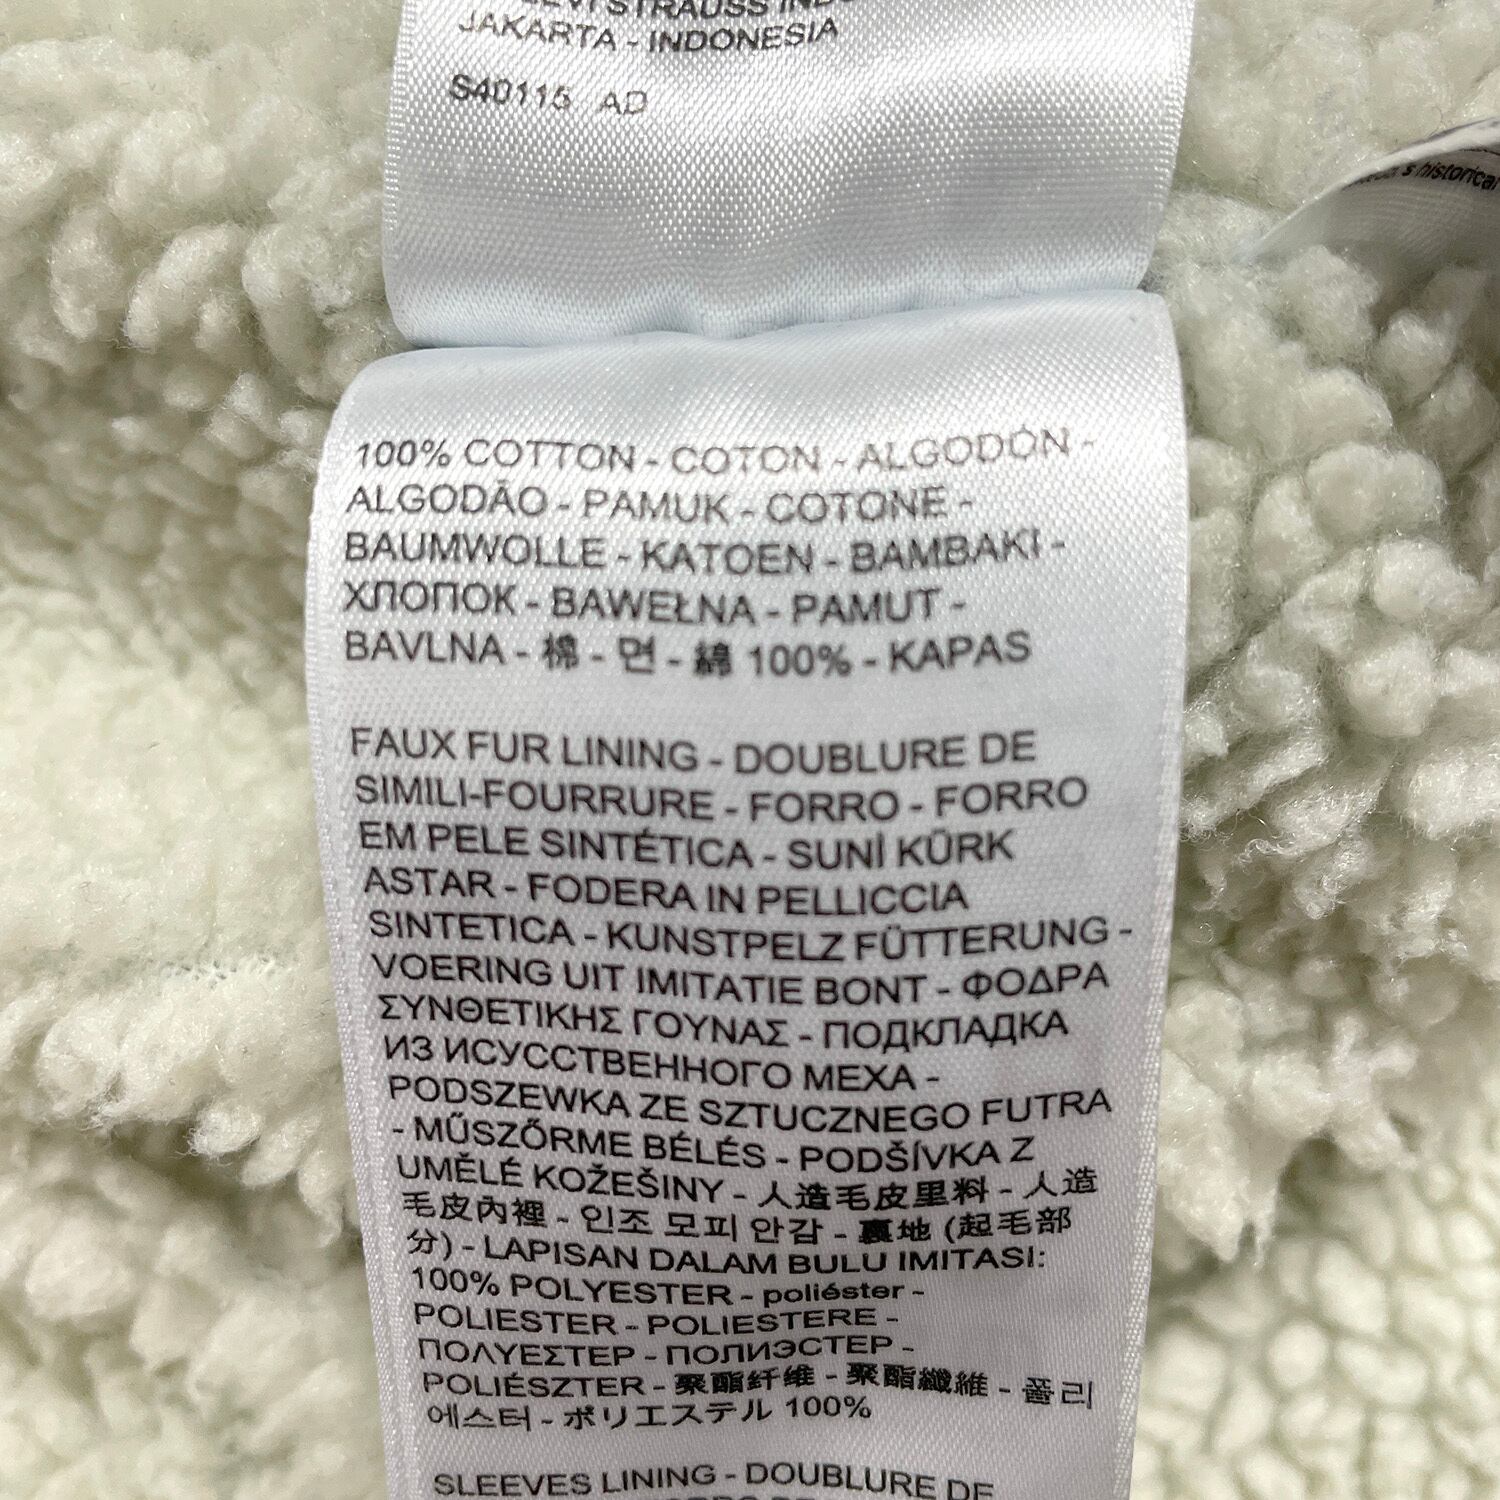 STRAUSS
JAKARTA - INDONESIA
S40115 AD
historical
100% COTTON - COTON - ALGODÓN -
ALGODÃO - PAMUK - COTONE -
BAUMWOLLE - KATOEN - BAMBAKI -
ХЛОПОК - BAWEŁNA - PAMUT -
BAVLNA - 棉 - 면 - 綿 100% - KAPAS
FAUX FUR LINING - DOUBLURE DE
SIMILI-FOURRURE - FORRO - FORRO
EM PELE SINTÉTICA - SUNİ KÜRK
ASTAR - FODERA IN PELLICCIA
SINTETICA - KUNSTPELZ FÜTTERUNG -
VOERING UIT IMITATIE BONT - ΦΟΔΡΑ
ΣΥΝΘΕΤΙΚΗΣ ΓΟΥΝΑΣ - ПОДКЛАДКА
ИЗ ИСУССТВЕННОГО МЕХА -
PODSZEWKA ZE SZTUCZNEGO FUTRA
- MŰSZŐRME BÉLÉS - PODŠÍVKA Z
UMĚLÉ KOŽEŠINY - 人造毛皮里料 - 人造
毛皮內裡 - 인조 모피 안감 - 裏地 (起毛部
分) - LAPISAN DALAM BULU IMITASI:
100% POLYESTER - poliéster -
POLIESTER - POLIESTERE -
ΠΟΛΥΕΣΤΕΡ - ПОЛИЭСТЕР -
POLIÉSZTER - 聚酯纤维 - 聚酯纖維 - 폴리
에스터 - ポリエステル 100%
SLEEVES LINING - DOUBLURE DE